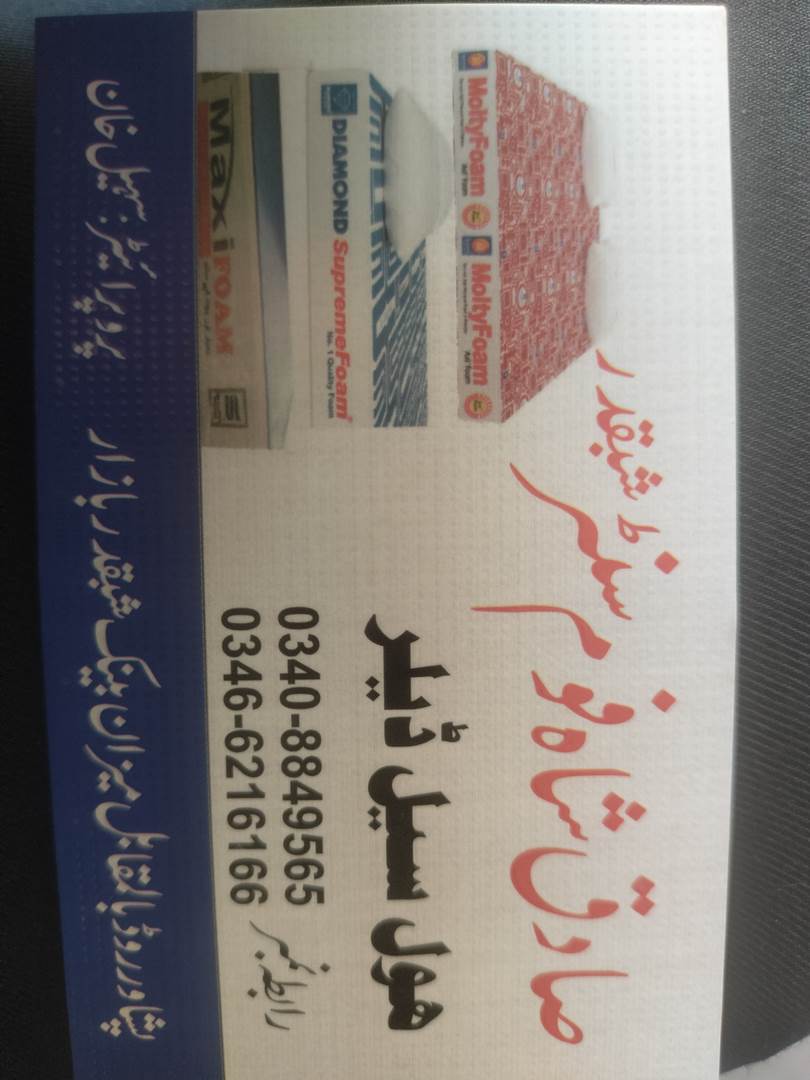 صادق شاہ فوم سنٹر شبقدر
ھول سیل ڈیلر
رابطہ نمبر
0340-8849565
0346-6216166
MoltyFoam MoltyFoam
DIAMOND SupremeFoam
No. 1 Quality Foam
MaxiFOAM
پروپرائیٹر: سہیل خان
پشاور روڈ بالمقابل میزان بینک شبقدر بازار